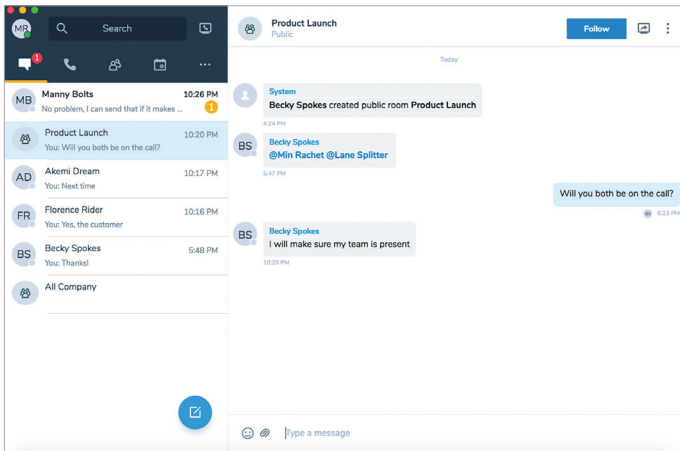 MR
Search
1
Manny Bolts 10:26 PM
MB
No problem, I can send that if it makes ... 1
Product Launch 10:20 PM
You: Will you both be on the call?
Akemi Dream 10:17 PM
AD
You: Next time
Florence Rider 10:16 PM
FR
You: Yes, the customer
Becky Spokes 5:48 PM
BS
You: Thanks!
All Company
Product Launch
Public
Follow
Today
System
Becky Spokes created public room Product Launch
4:24 PM
BS
Becky Spokes
@Min Rachet @Lane Splitter
5:47 PM
Will you both be on the call?
BS 6:23 PM
BS
Becky Spokes
I will make sure my team is present
10:20 PM
Type a message